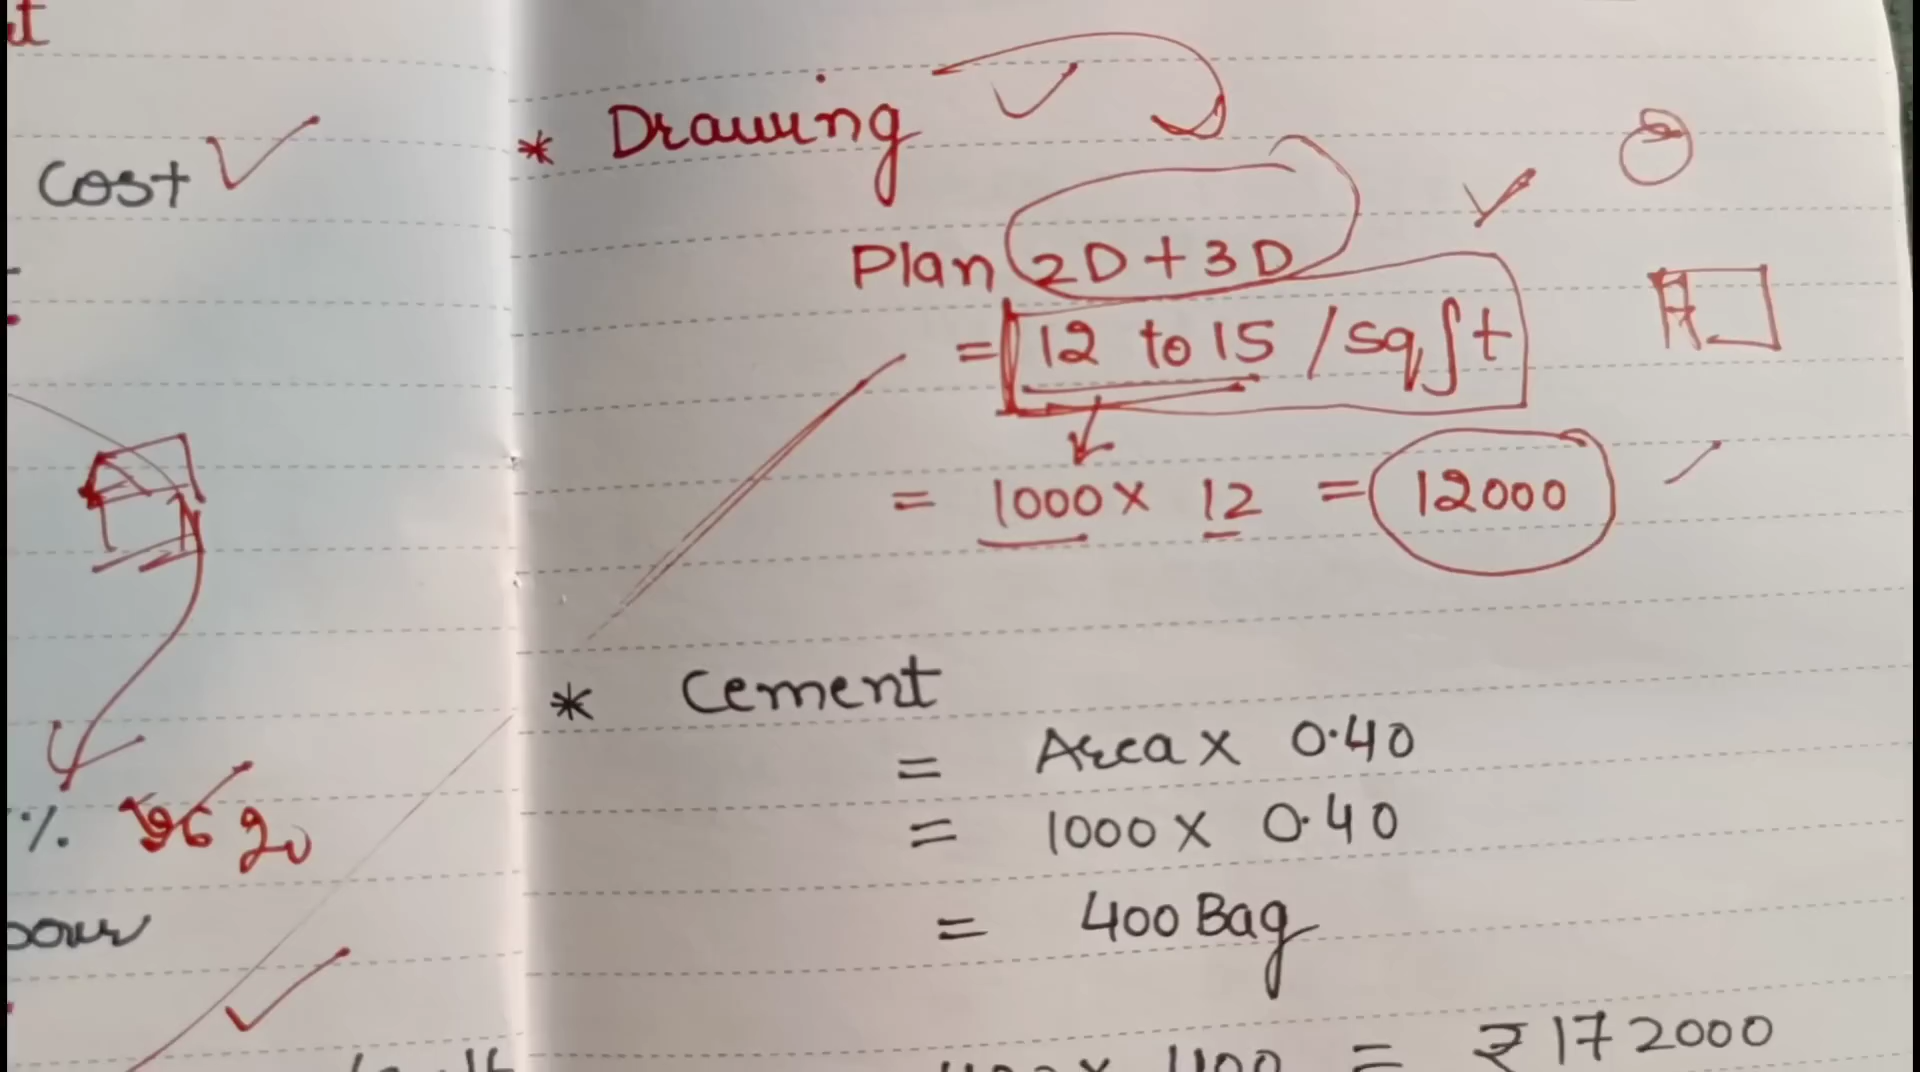 Cost
* Drawing
Plan 2D + 3D
= 12 to 15 / sqft
= 1000 x 12 = 12000
* Cement
= Area x 0.40
%. 20
= 1000 x 0.40
= 400 Bag
= ₹172000